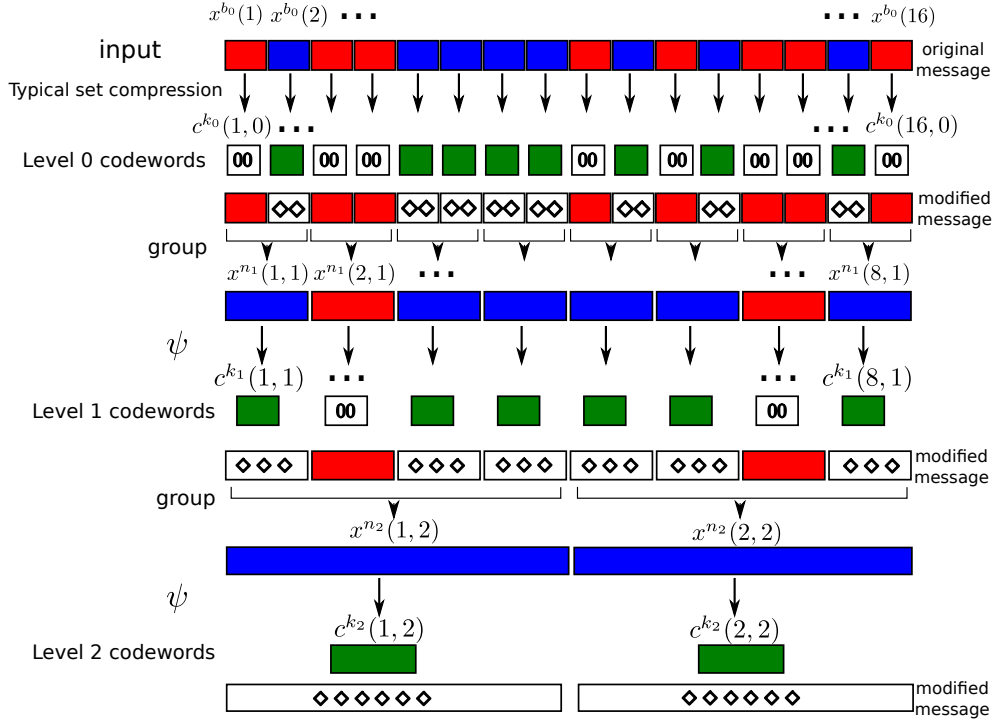 x^{b_0}(1) x^{b_0}(2) ... ... x^{b_0}(16)
input
original
message
Typical set compression
c^{k_0}(1, 0) ... ... c^{k_0}(16, 0)
Level 0 codewords 00 00 00 00 00 00 00 00
modified
message
group
x^{n_1}(1, 1) x^{n_1}(2, 1) ... ... x^{n_1}(8, 1)
ψ
c^{k_1}(1, 1) ... ... c^{k_1}(8, 1)
Level 1 codewords 00 00
modified
message
group
x^{n_2}(1, 2) x^{n_2}(2, 2)
ψ
c^{k_2}(1, 2) c^{k_2}(2, 2)
Level 2 codewords
modified
message